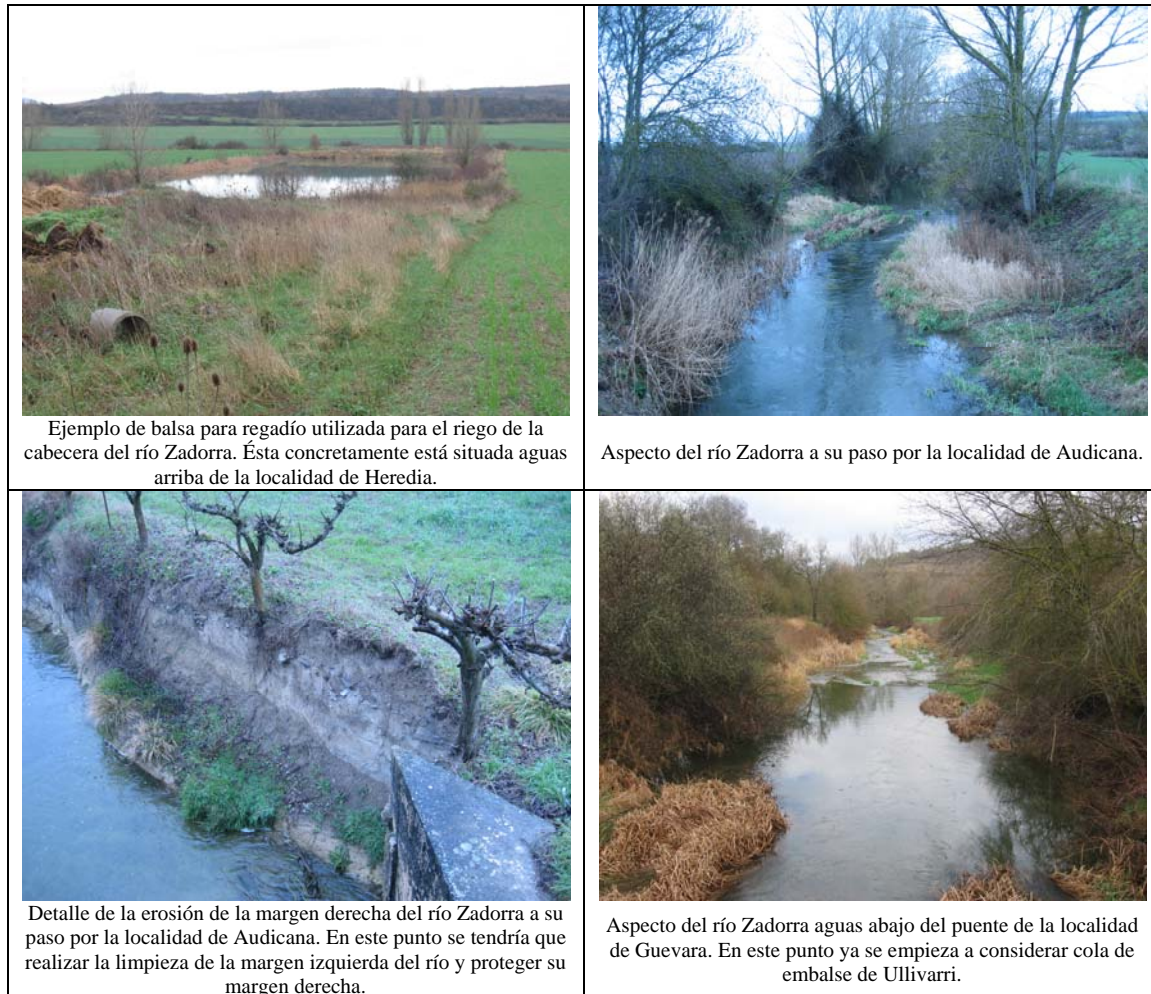 Ejemplo de balsa para regadío utilizada para el riego de la
cabecera del río Zadorra. Ésta concretamente está situada aguas
arriba de la localidad de Heredia.
Aspecto del río Zadorra a su paso por la localidad de Audicana.
Detalle de la erosión de la margen derecha del río Zadorra a su
paso por la localidad de Audicana. En este punto se tendría que
realizar la limpieza de la margen izquierda del río y proteger su
margen derecha.
Aspecto del río Zadorra aguas abajo del puente de la localidad
de Guevara. En este punto ya se empieza a considerar cola de
embalse de Ullivarri.